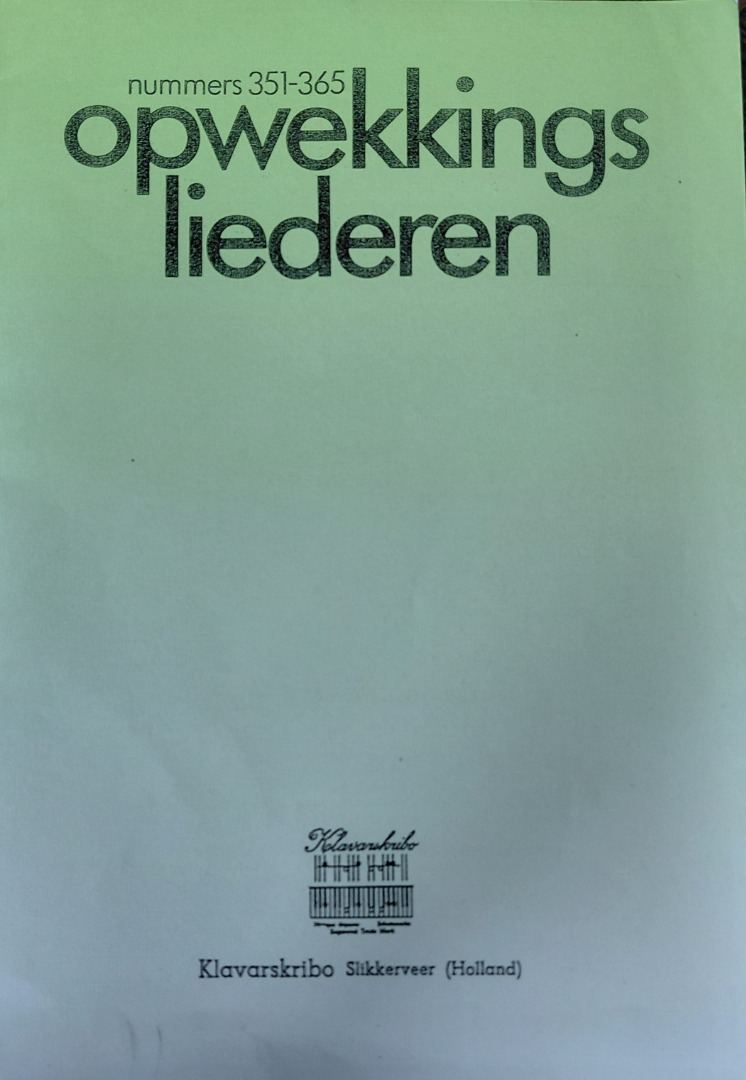 nummers 351-365
opwekkings
liederen
Klavarskribo
Klavarskribo Slikkerveer (Holland)